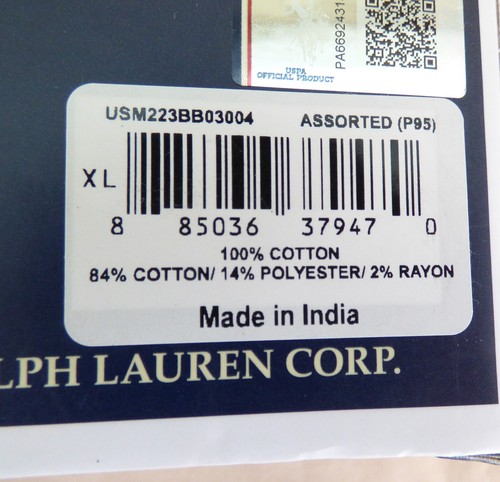 PA6692431
USPA
OFFICIAL PRODUCT
USM223BB03004 ASSORTED (P95)
XL
8 85036 37947 0
100% COTTON
84% COTTON/ 14% POLYESTER/ 2% RAYON
Made in India
LPH LAUREN CORP.